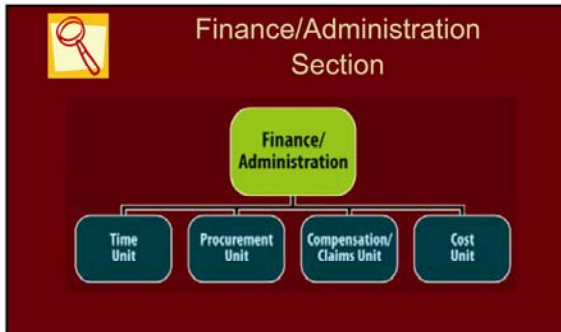 Finance/Administration
Section
Finance/
Administration
Time
Unit
Procurement
Unit
Compensation/
Claims Unit
Cost
Unit